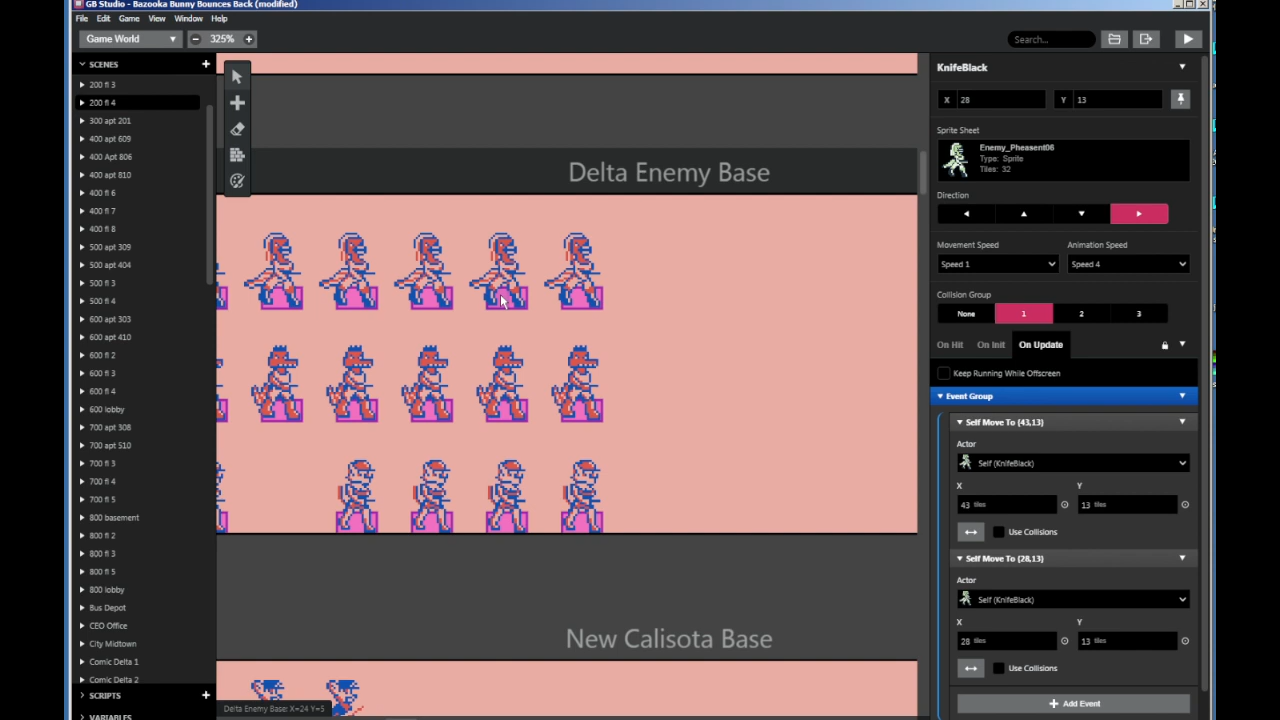 GB Studio - Bazooka Bunny Bounces Back (modified)
File Edit Game View Window Help
Game World 325% Search...
SCENES
200 fl 3
200 fl 4
300 apt 201
400 apt 609
400 Apt 806
400 apt 810
400 fl 6
400 fl 7
400 fl 8
500 apt 309
500 apt 404
500 fl 3
500 fl 4
600 apt 303
600 apt 410
600 fl 2
600 fl 3
600 fl 4
600 lobby
700 apt 308
700 apt 510
700 fl 3
700 fl 4
700 fl 5
800 basement
800 fl 2
800 fl 3
800 fl 5
800 lobby
Bus Depot
CEO Office
City Midtown
Comic Delta 1
Comic Delta 2
SCRIPTS
VARIABLES
Delta Enemy Base
New Calisota Base
Delta Enemy Base: X=24 Y=5
KnifeBlack
X 28 Y 13
Sprite Sheet
Enemy_Pheasent06
Type: Sprite
Tiles: 32
Direction
Movement Speed Animation Speed
Speed 1 Speed 4
Collision Group
None 1 2 3
On Hit On Init On Update
Keep Running While Offscreen
Event Group
Self Move To (43,13)
Actor
Self (KnifeBlack)
X Y
43 tiles 13 tiles
Use Collisions
Self Move To (28,13)
Actor
Self (KnifeBlack)
X Y
28 tiles 13 tiles
Use Collisions
Add Event